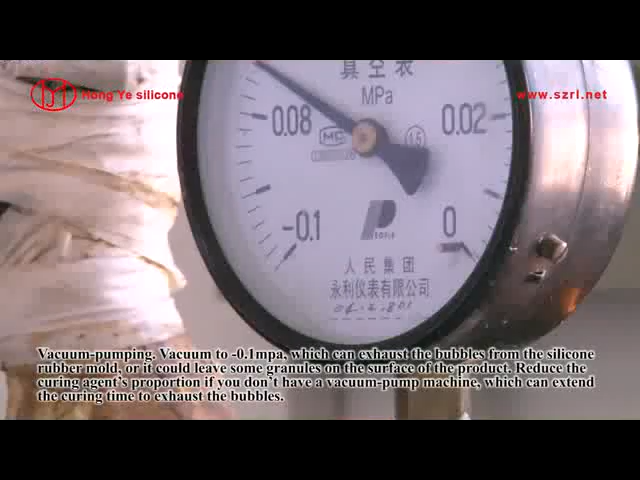 Hong Ye silicone
www.szrl.net
真空表
MPa
0.08
0.02
MC
1.5
-0.1
0
人民集团
永利仪表有限公司
Vacuum-pumping. Vacuum to -0.1mpa, which can exhaust the bubbles from the silicone
rubber mold, or it could leave some granules on the surface of the product. Reduce the
curing agent's proportion if you don't have a vacuum-pump machine, which can extend
the curing time to exhaust the bubbles.